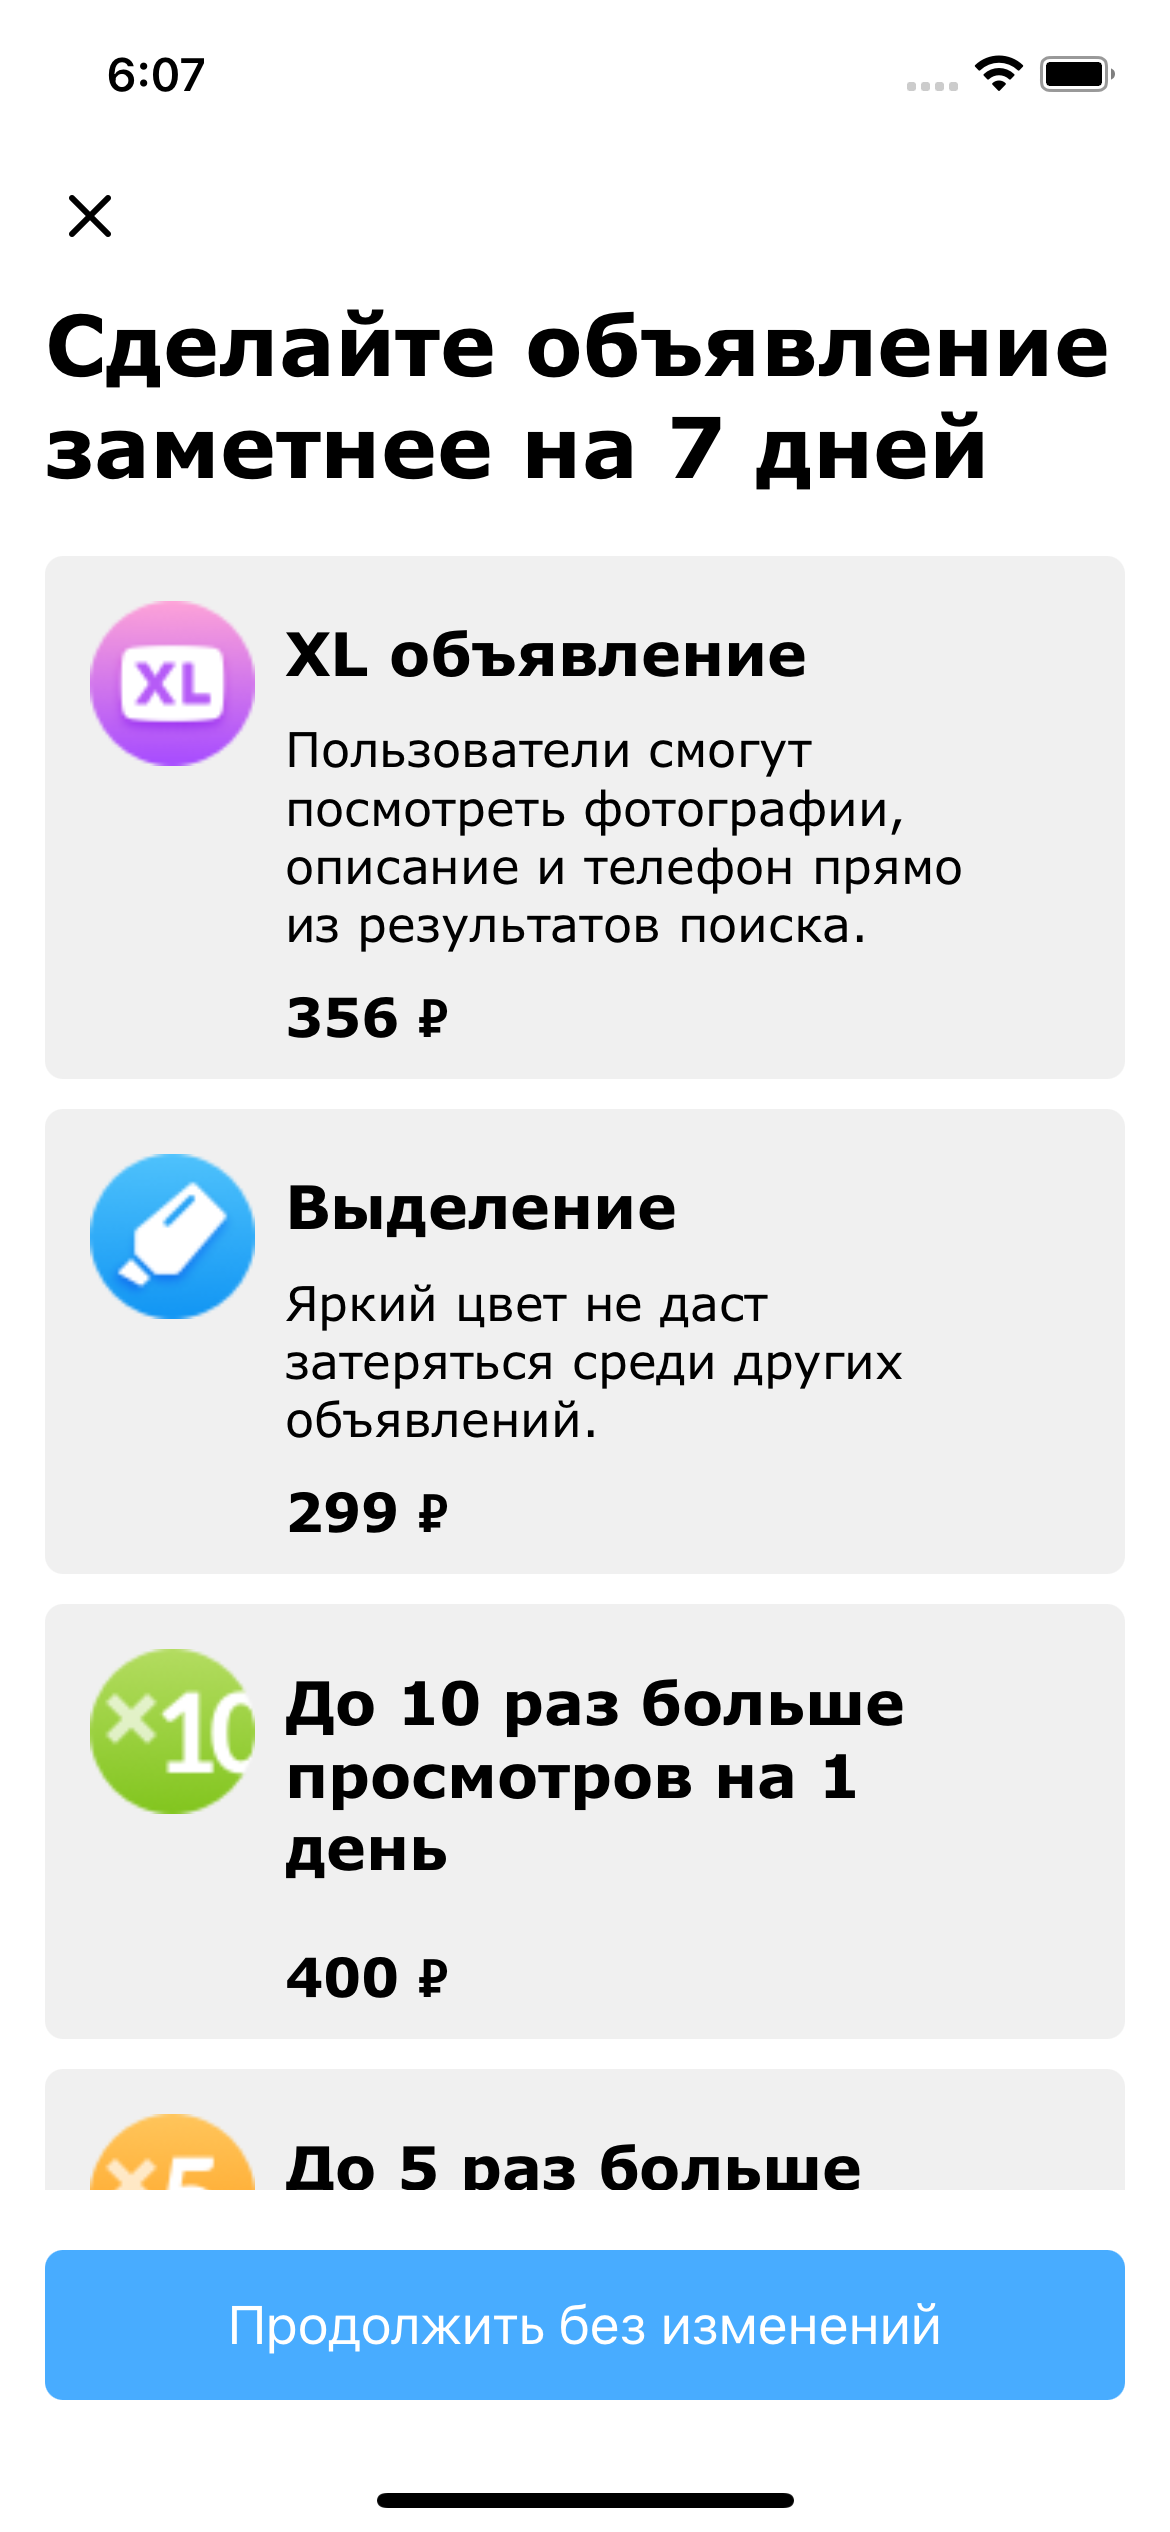 6:07
Сделайте объявление
заметнее на 7 дней
XL
XL объявление
Пользователи смогут
посмотреть фотографии,
описание и телефон прямо
из результатов поиска.
356 ₽
Выделение
Яркий цвет не даст
затеряться среди других
объявлений.
299 ₽
×10
До 10 раз больше
просмотров на 1
день
400 ₽
×5
До 5 раз больше
Продолжить без изменений